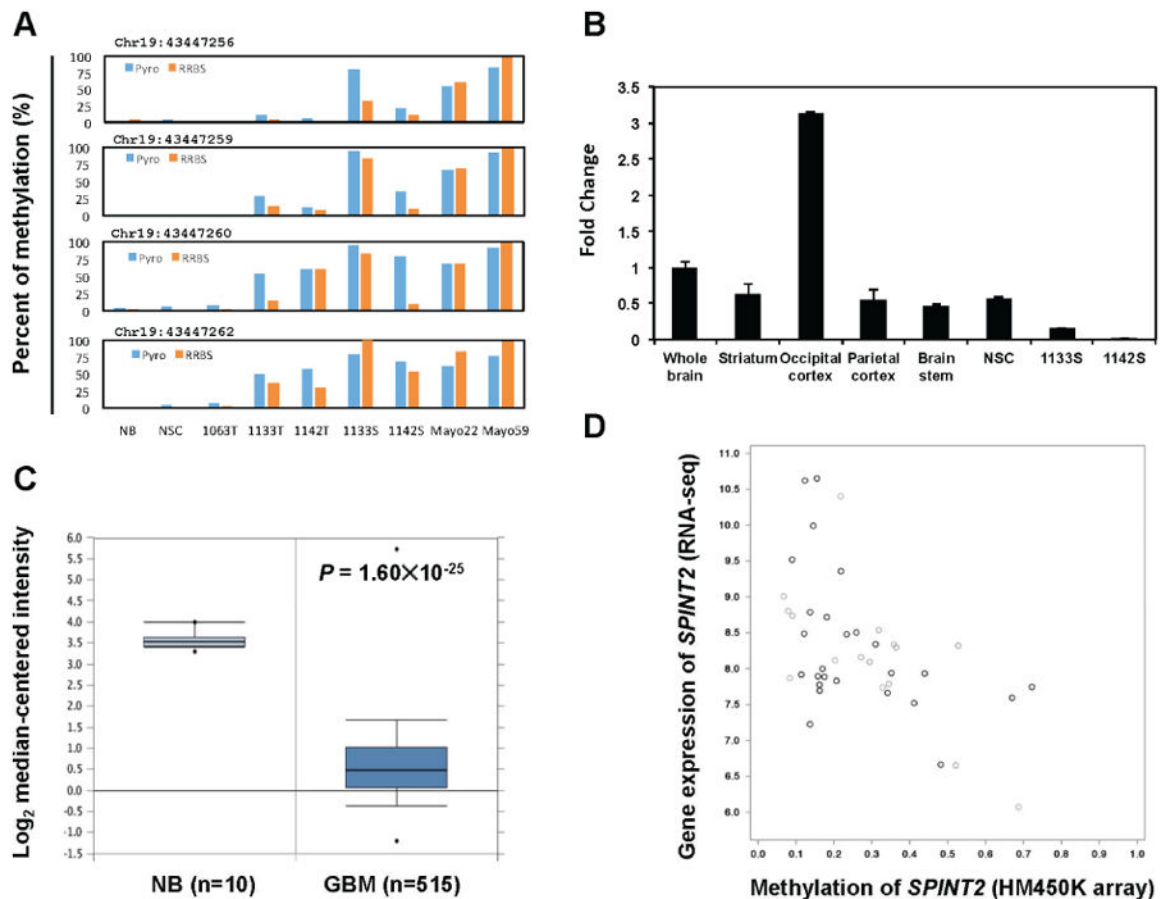 A
Chr19:43447256
Percent of methylation (%)
100
75
50
25
0
Pyro RRBS
Chr19:43447259
100
75
50
25
0
Pyro RRBS
Chr19:43447260
100
75
50
25
0
Pyro RRBS
Chr19:43447262
100
75
50
25
0
Pyro RRBS
NB NSC 1063T 1133T 1142T 1133S 1142S Mayo22 Mayo59
B
Fold Change
3.5
3
2.5
2
1.5
1
0.5
0
Whole brain Striatum Occipital cortex Parietal cortex Brain stem NSC 1133S 1142S
C
Log2 median-centered intensity
6.0
5.5
5.0
4.5
4.0
3.5
3.0
2.5
2.0
1.5
1.0
0.5
0.0
-0.5
-1.0
-1.5
P = 1.60×10-25
NB (n=10) GBM (n=515)
D
Gene expression of SPINT2 (RNA-seq)
11.0
10.5
10.0
9.5
9.0
8.5
8.0
7.5
7.0
6.5
6.0
0.0 0.1 0.2 0.3 0.4 0.5 0.6 0.7 0.8 0.9 1.0
Methylation of SPINT2 (HM450K array)